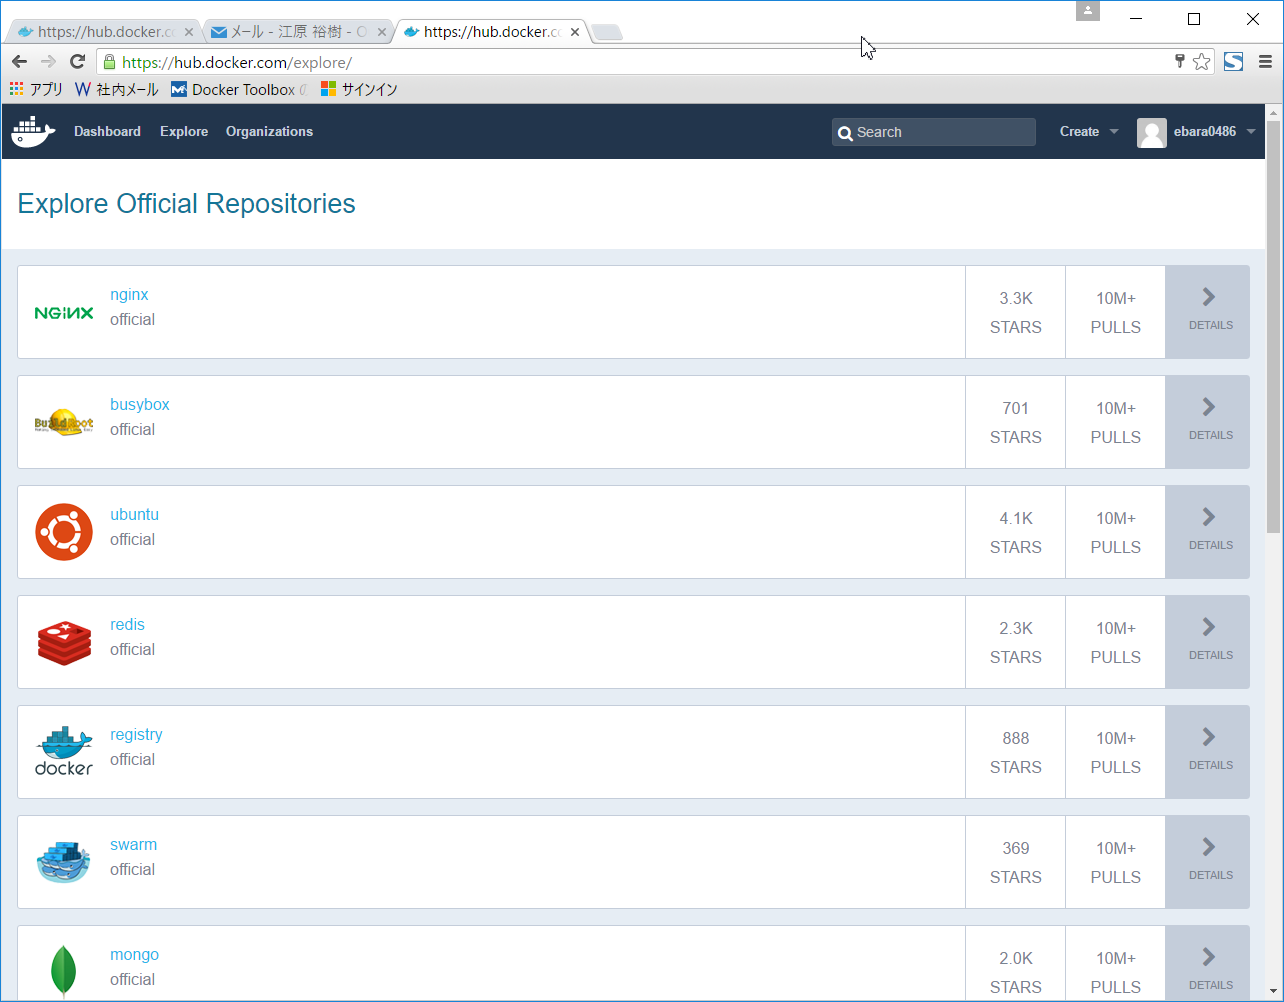 https://hub.docker.c
メール - 江原 裕樹 - O
https://hub.docker.c
https://hub.docker.com/explore/
アプリ
社内メール
Docker Toolbox
サインイン
Dashboard
Explore
Organizations
Search
Create
ebara0486
Explore Official Repositories
NGINX
nginx
official
3.3K
STARS
10M+
PULLS
DETAILS
BuildRoot
busybox
official
701
STARS
10M+
PULLS
DETAILS
ubuntu
official
4.1K
STARS
10M+
PULLS
DETAILS
redis
official
2.3K
STARS
10M+
PULLS
DETAILS
docker
registry
official
888
STARS
10M+
PULLS
DETAILS
swarm
official
369
STARS
10M+
PULLS
DETAILS
mongo
official
2.0K
STARS
10M+
PULLS
DETAILS